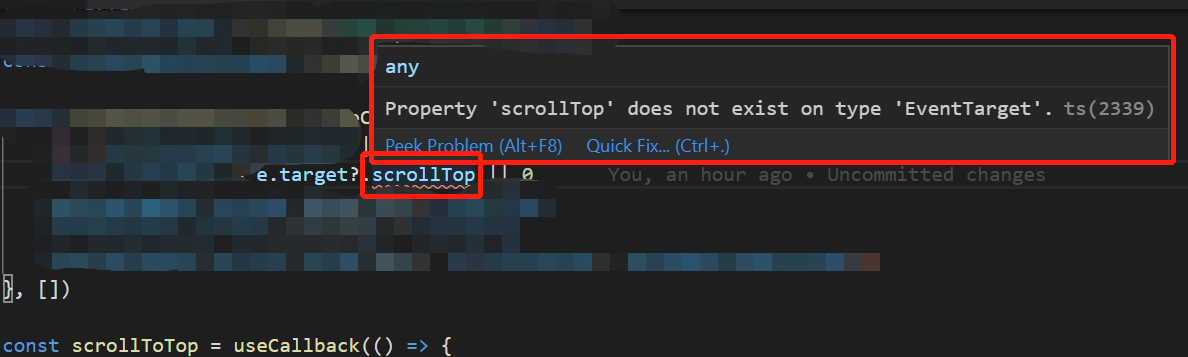 any
Property 'scrollTop' does not exist on type 'EventTarget'. ts(2339)
Peek Problem (Alt+F8) Quick Fix... (Ctrl+.)
e.target?.scrollTop || 0 You, an hour ago • Uncommitted changes
}, [])
const scrollToTop = useCallback(() => {